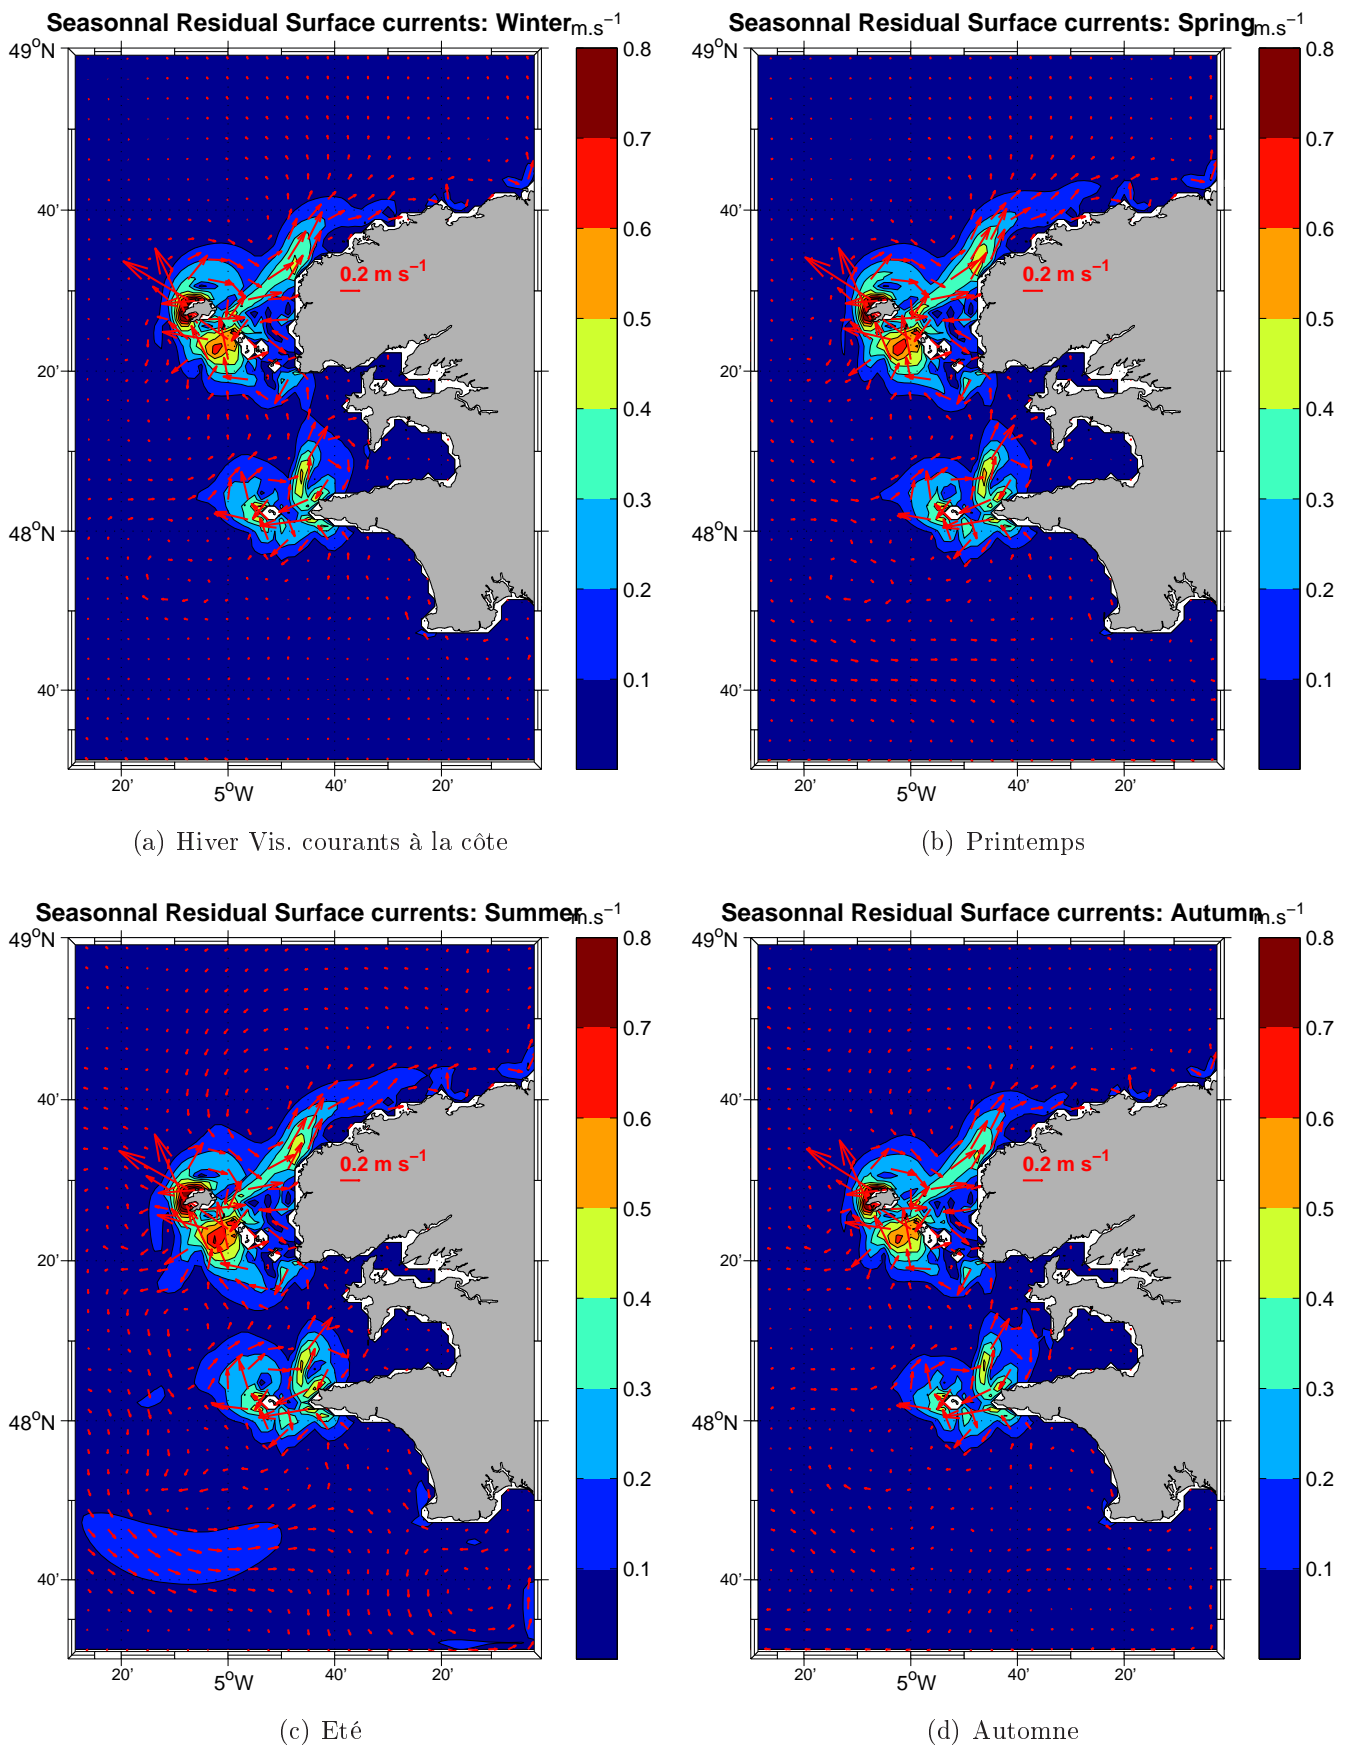 Seasonnal Residual Surface currents: Winter
m.s−1
49°N
40'
20'
48°N
40'
20'
5°W
40'
20'
0.2 m s−1
0.8
0.7
0.6
0.5
0.4
0.3
0.2
0.1
(a) Hiver Vis. courants à la côte
Seasonnal Residual Surface currents: Spring
m.s−1
49°N
40'
20'
48°N
40'
20'
5°W
40'
20'
0.2 m s−1
0.8
0.7
0.6
0.5
0.4
0.3
0.2
0.1
(b) Printemps
Seasonnal Residual Surface currents: Summer
m.s−1
49°N
40'
20'
48°N
40'
20'
5°W
40'
20'
0.2 m s−1
0.8
0.7
0.6
0.5
0.4
0.3
0.2
0.1
(c) Eté
Seasonnal Residual Surface currents: Autumn
m.s−1
49°N
40'
20'
48°N
40'
20'
5°W
40'
20'
0.2 m s−1
0.8
0.7
0.6
0.5
0.4
0.3
0.2
0.1
(d) Automne